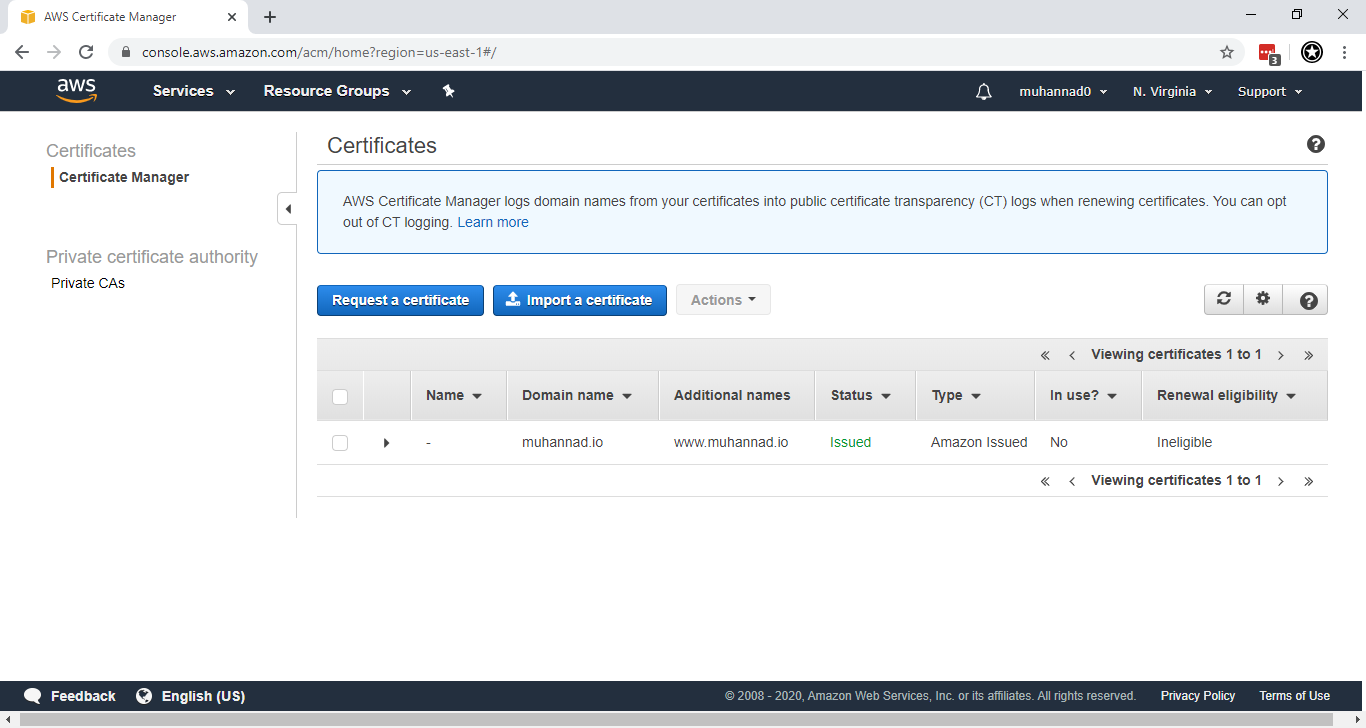 AWS Certificate Manager
console.aws.amazon.com/acm/home?region=us-east-1#/
3
aws
Services
Resource Groups
muhannad0
N. Virginia
Support
Certificates
Certificate Manager
Private certificate authority
Private CAs
Certificates
AWS Certificate Manager logs domain names from your certificates into public certificate transparency (CT) logs when renewing certificates. You can opt
out of CT logging. Learn more
Request a certificate
Import a certificate
Actions
« ‹ Viewing certificates 1 to 1 › »
Name Domain name Additional names Status Type In use? Renewal eligibility
- muhannad.io www.muhannad.io Issued Amazon Issued No Ineligible
« ‹ Viewing certificates 1 to 1 › »
Feedback
English (US)
© 2008 - 2020, Amazon Web Services, Inc. or its affiliates. All rights reserved.
Privacy Policy
Terms of Use